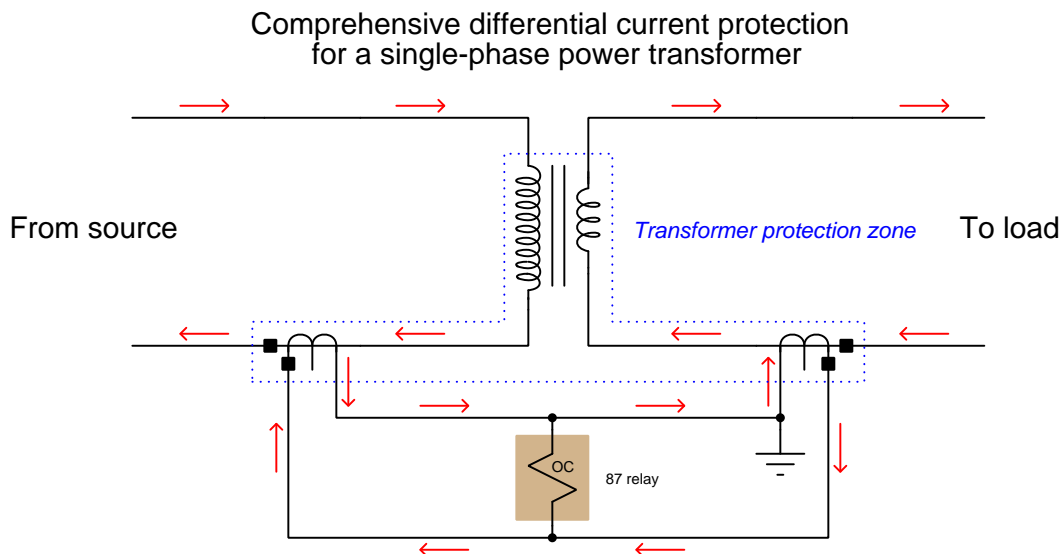 Comprehensive differential current protection
for a single-phase power transformer
From source
Transformer protection zone
To load
OC
87 relay